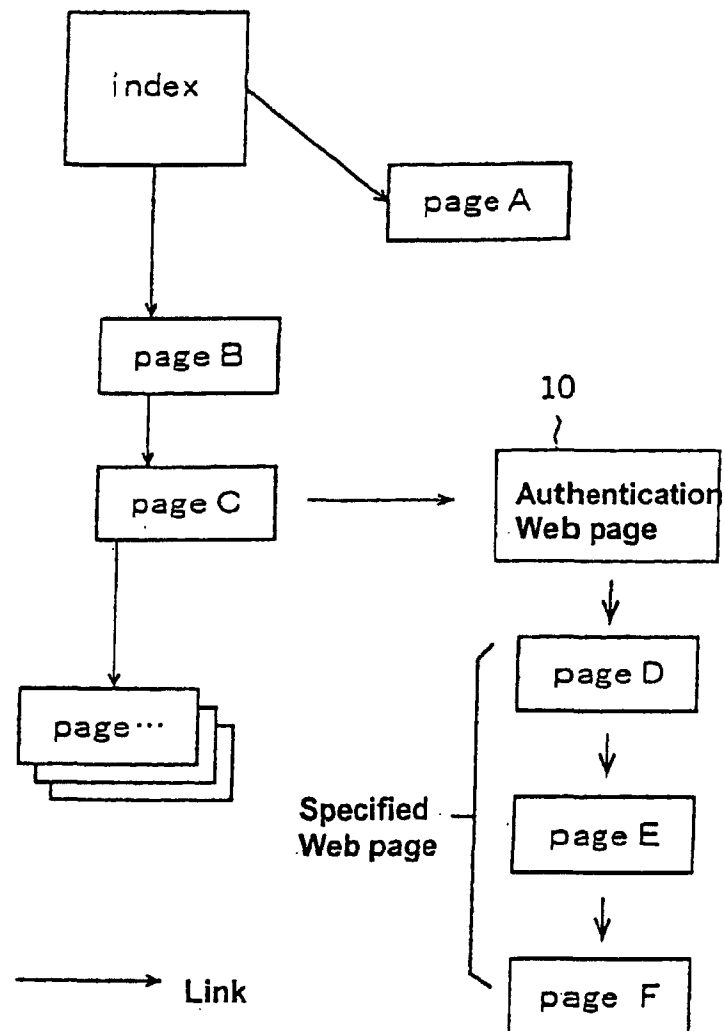 index
page A
page B
10
page C
Authentication
Web page
page D
page…
Specified
Web page
page E
page F
Link